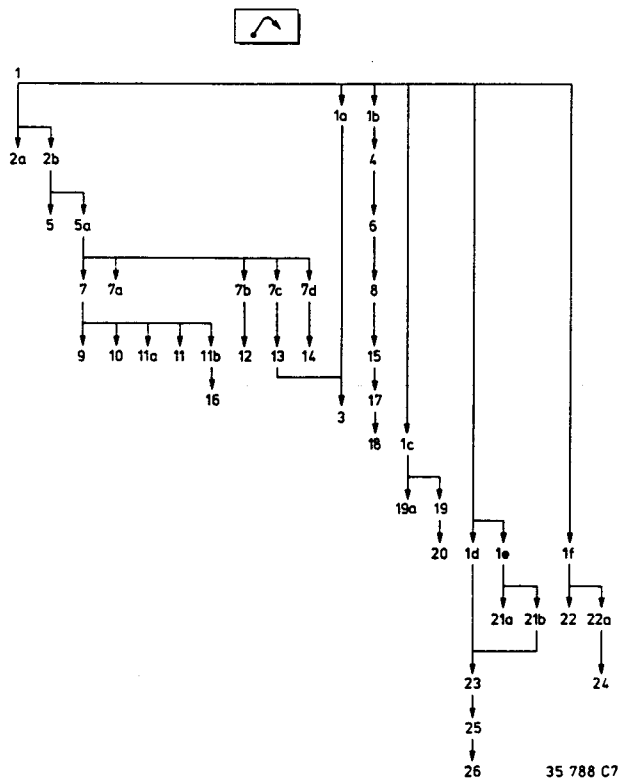 1
1a 1b
2a 2b 4
5 5a 6
7 7a 7b 7c 7d 8
9 10 11a 11 11b 12 13 14 15
16 17
3
18 1c
19a 19
20 1d 1e 1f
21a 21b 22 22a
23 24
25
26 35 788 C7